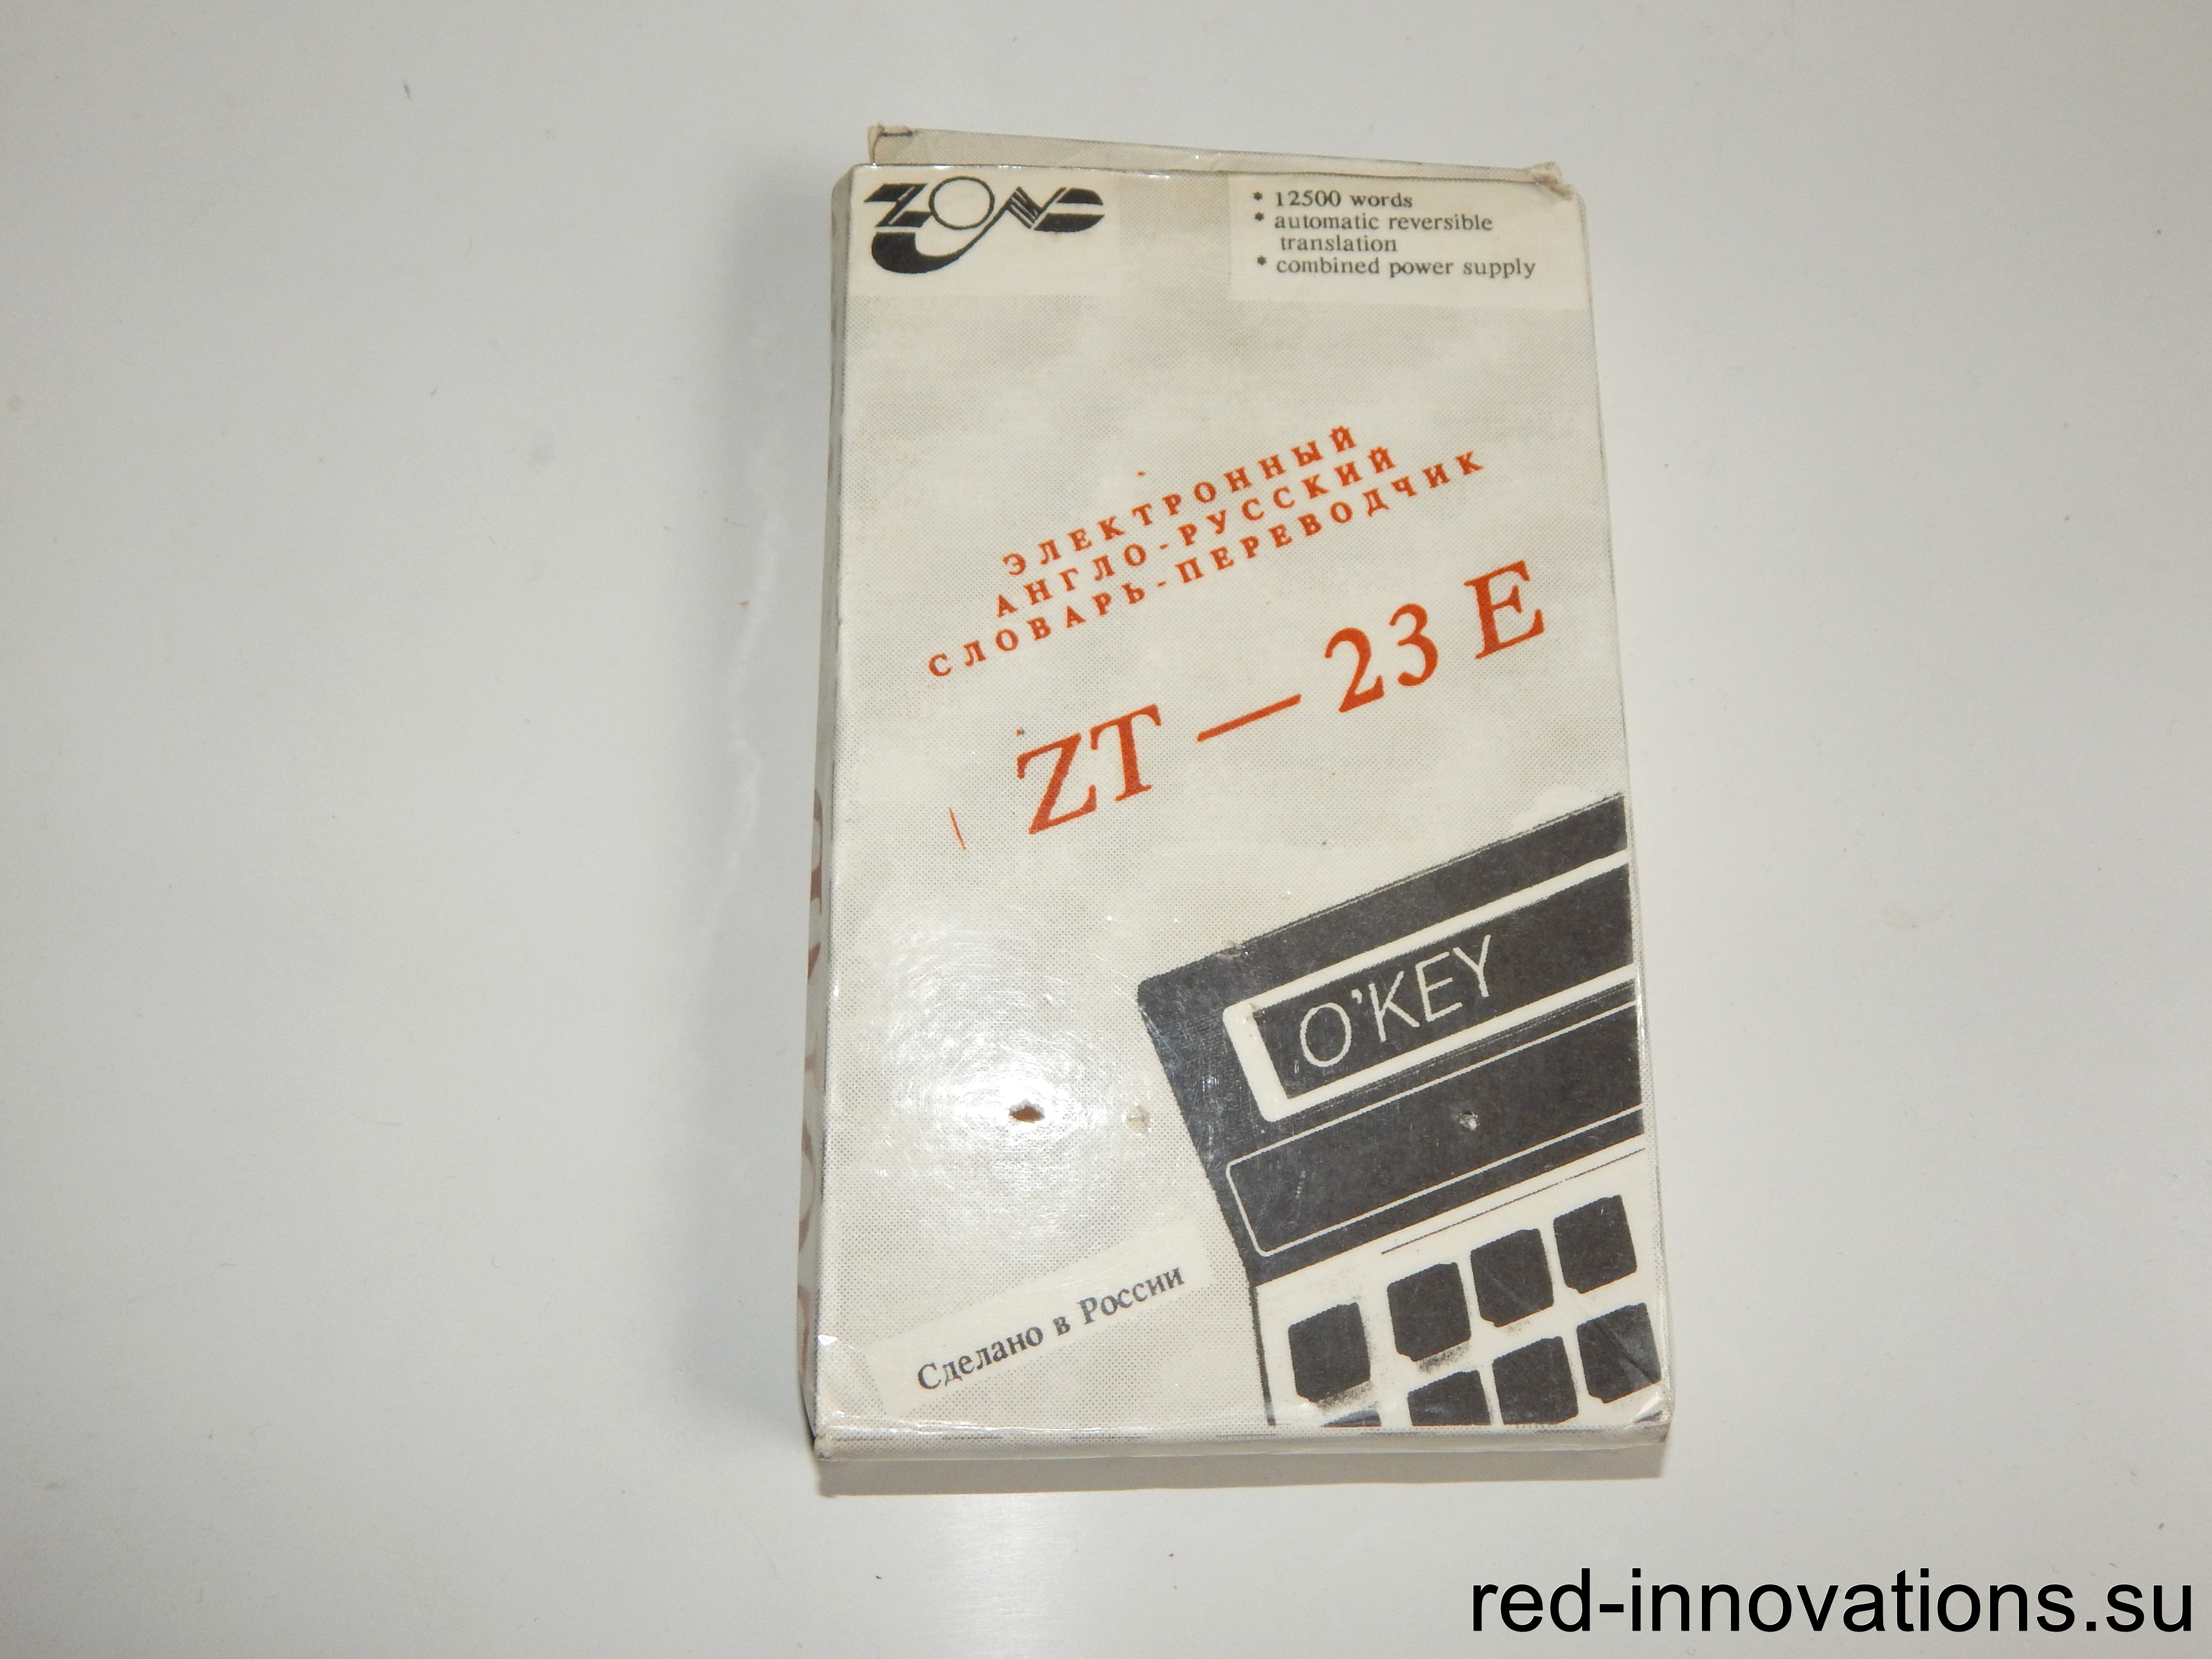 ZOND
* 12500 words
* automatic reversible
translation
* combined power supply
ЭЛЕКТРОННЫЙ
АНГЛО-РУССКИЙ
СЛОВАРЬ-ПЕРЕВОДЧИК
ZT — 23 E
O'KEY
Сделано в России
red-innovations.su